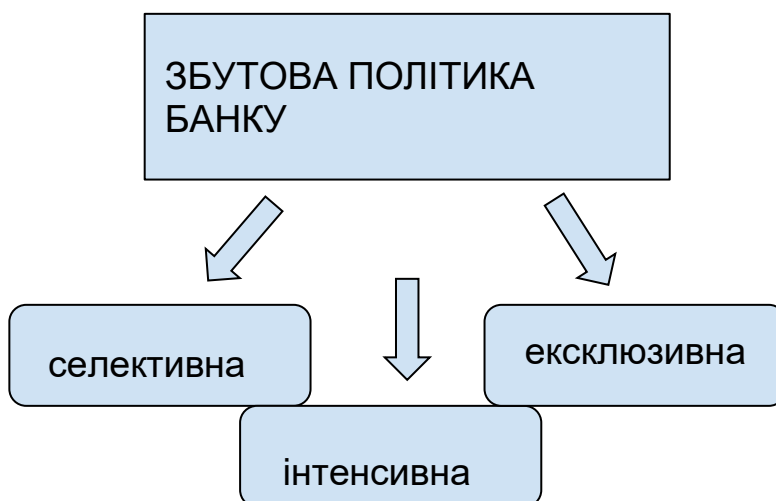 ЗБУТОВА ПОЛІТИКА
БАНКУ
селективна
ексклюзивна
інтенсивна